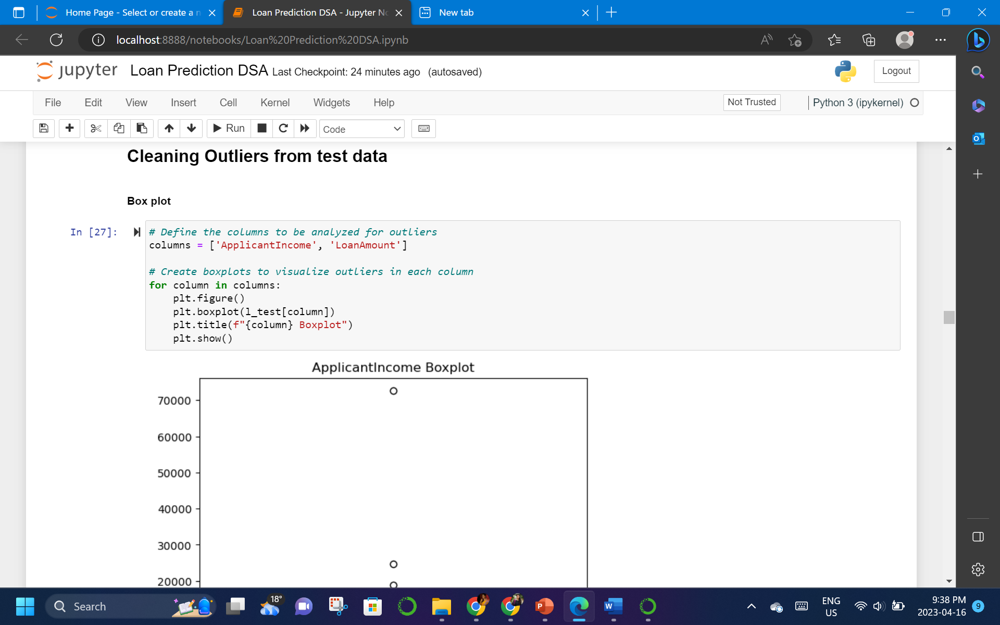 Home Page - Select or create a n
Loan Prediction DSA - Jupyter No
New tab
localhost:8888/notebooks/Loan%20Prediction%20DSA.ipynb
jupyter Loan Prediction DSA Last Checkpoint: 24 minutes ago (autosaved)
Logout
File Edit View Insert Cell Kernel Widgets Help
Not Trusted
Python 3 (ipykernel)
Run
Code
Cleaning Outliers from test data
Box plot
In [27]:
# Define the columns to be analyzed for outliers
columns = ['ApplicantIncome', 'LoanAmount']
# Create boxplots to visualize outliers in each column
for column in columns:
    plt.figure()
    plt.boxplot(l_test[column])
    plt.title(f"{column} Boxplot")
    plt.show()
ApplicantIncome Boxplot
70000
60000
50000
40000
30000
20000
Search
18°
ENG
US
9:38 PM
2023-04-16
9